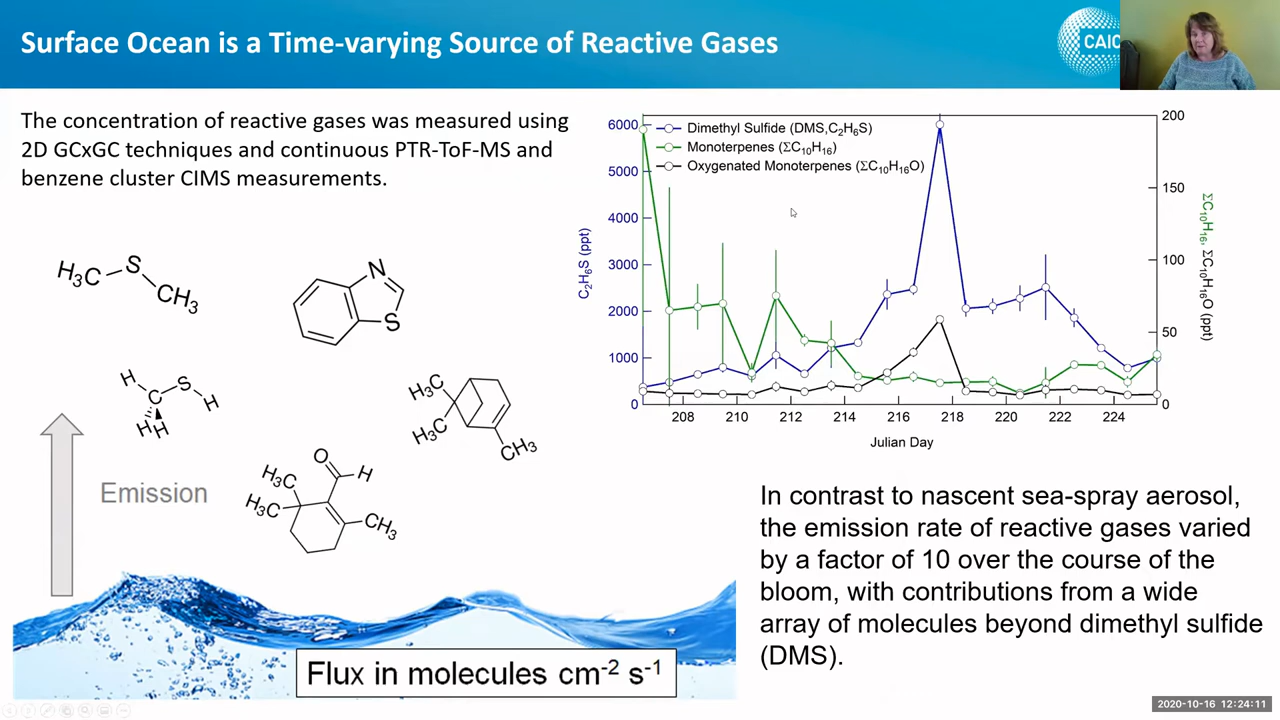 Surface Ocean is a Time-varying Source of Reactive Gases
CAIC
The concentration of reactive gases was measured using
2D GCxGC techniques and continuous PTR-ToF-MS and
benzene cluster CIMS measurements.
H₃C
S
CH₃
N
S
H
C
S
H
H
H
H₃C
H₃C
CH₃
O
H
H₃C
H₃C
CH₃
Emission
Flux in molecules cm⁻² s⁻¹
Dimethyl Sulfide (DMS,C₂H₆S)
Monoterpenes (ΣC₁₀H₁₆)
Oxygenated Monoterpenes (ΣC₁₀H₁₆O)
6000
5000
4000
3000
2000
1000
0
C₂H₆S (ppt)
200
150
100
50
0
ΣC₁₀H₁₆, ΣC₁₀H₁₆O (ppt)
208
210
212
214
216
218
220
222
224
Julian Day
In contrast to nascent sea-spray aerosol,
the emission rate of reactive gases varied
by a factor of 10 over the course of the
bloom, with contributions from a wide
array of molecules beyond dimethyl sulfide
(DMS).
2020-10-16 12:24:11